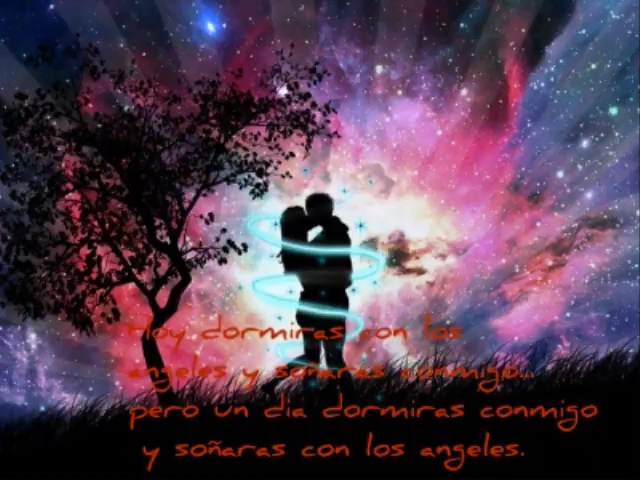 Hoy dormiras con los
angeles y soñaras conmigo...
pero un dia dormiras conmigo
y soñaras con los angeles.